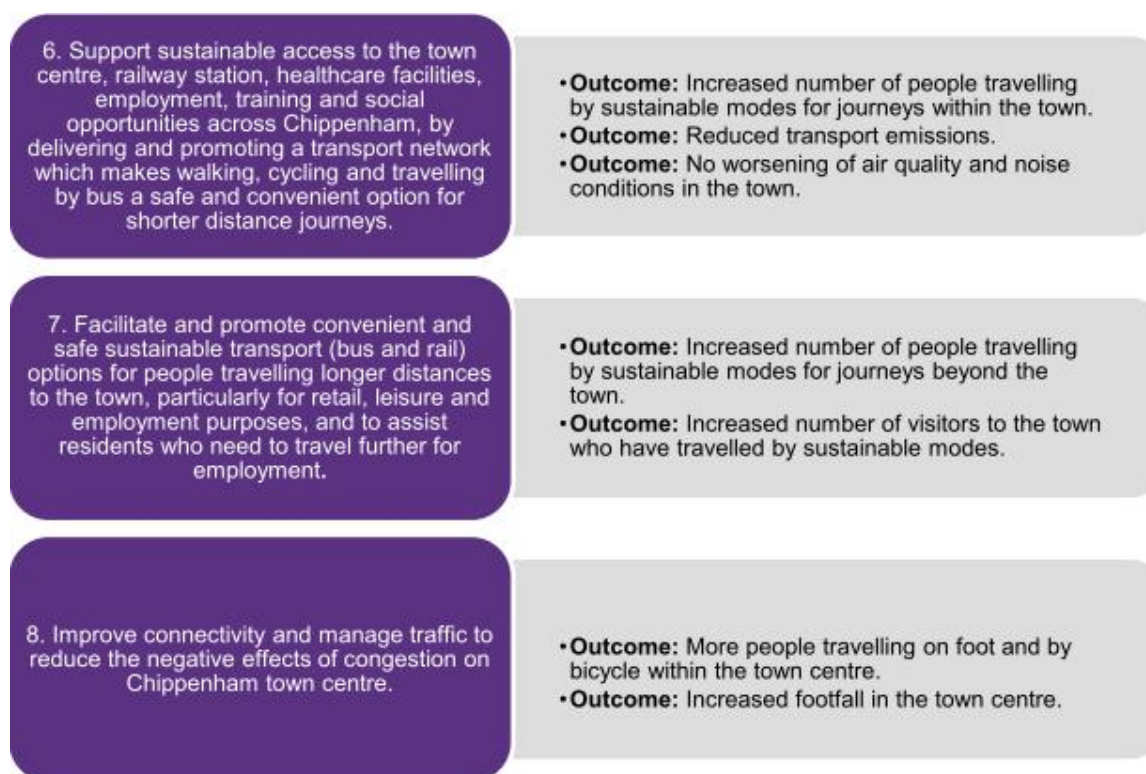 6. Support sustainable access to the town
centre, railway station, healthcare facilities,
employment, training and social
opportunities across Chippenham, by
delivering and promoting a transport network
which makes walking, cycling and travelling
by bus a safe and convenient option for
shorter distance journeys.
•Outcome: Increased number of people travelling
by sustainable modes for journeys within the town.
•Outcome: Reduced transport emissions.
•Outcome: No worsening of air quality and noise
conditions in the town.
7. Facilitate and promote convenient and
safe sustainable transport (bus and rail)
options for people travelling longer distances
to the town, particularly for retail, leisure and
employment purposes, and to assist
residents who need to travel further for
employment.
•Outcome: Increased number of people travelling
by sustainable modes for journeys beyond the
town.
•Outcome: Increased number of visitors to the town
who have travelled by sustainable modes.
8. Improve connectivity and manage traffic to
reduce the negative effects of congestion on
Chippenham town centre.
•Outcome: More people travelling on foot and by
bicycle within the town centre.
•Outcome: Increased footfall in the town centre.